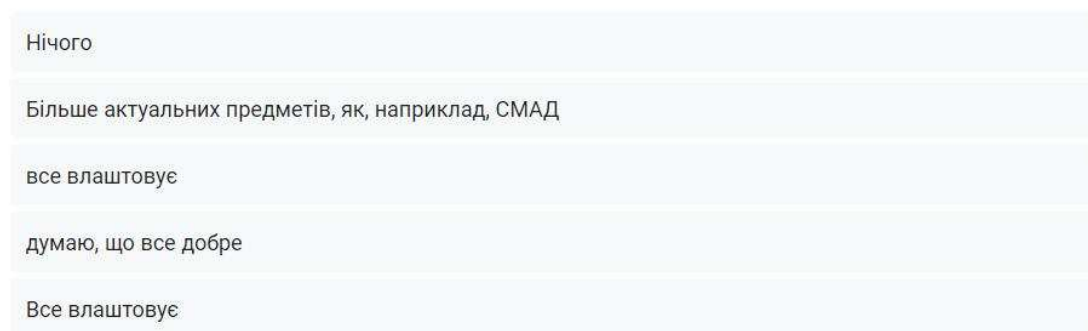 Нічого
Більше актуальних предметів, як, наприклад, СМАД
все влаштовує
думаю, що все добре
Все влаштовує